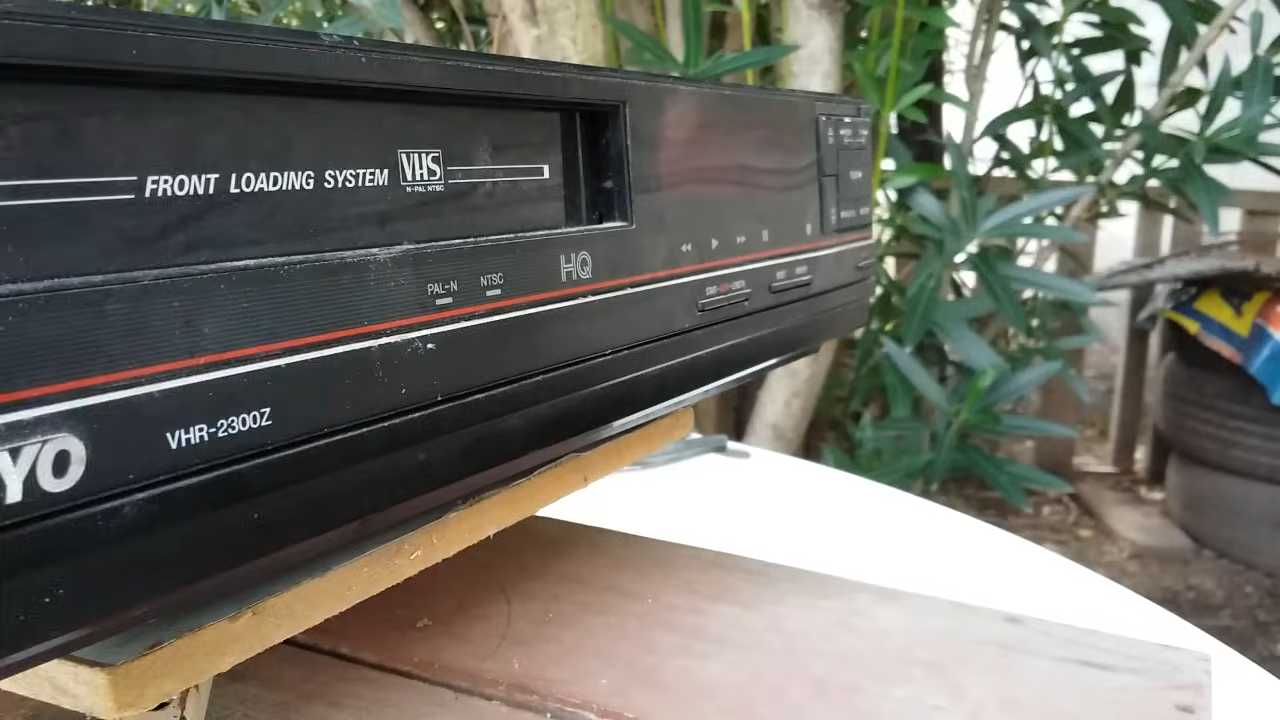 FRONT LOADING SYSTEM
VHS
N-PAL NTSC
HQ
PAL-N NTSC
YO
VHR-2300Z